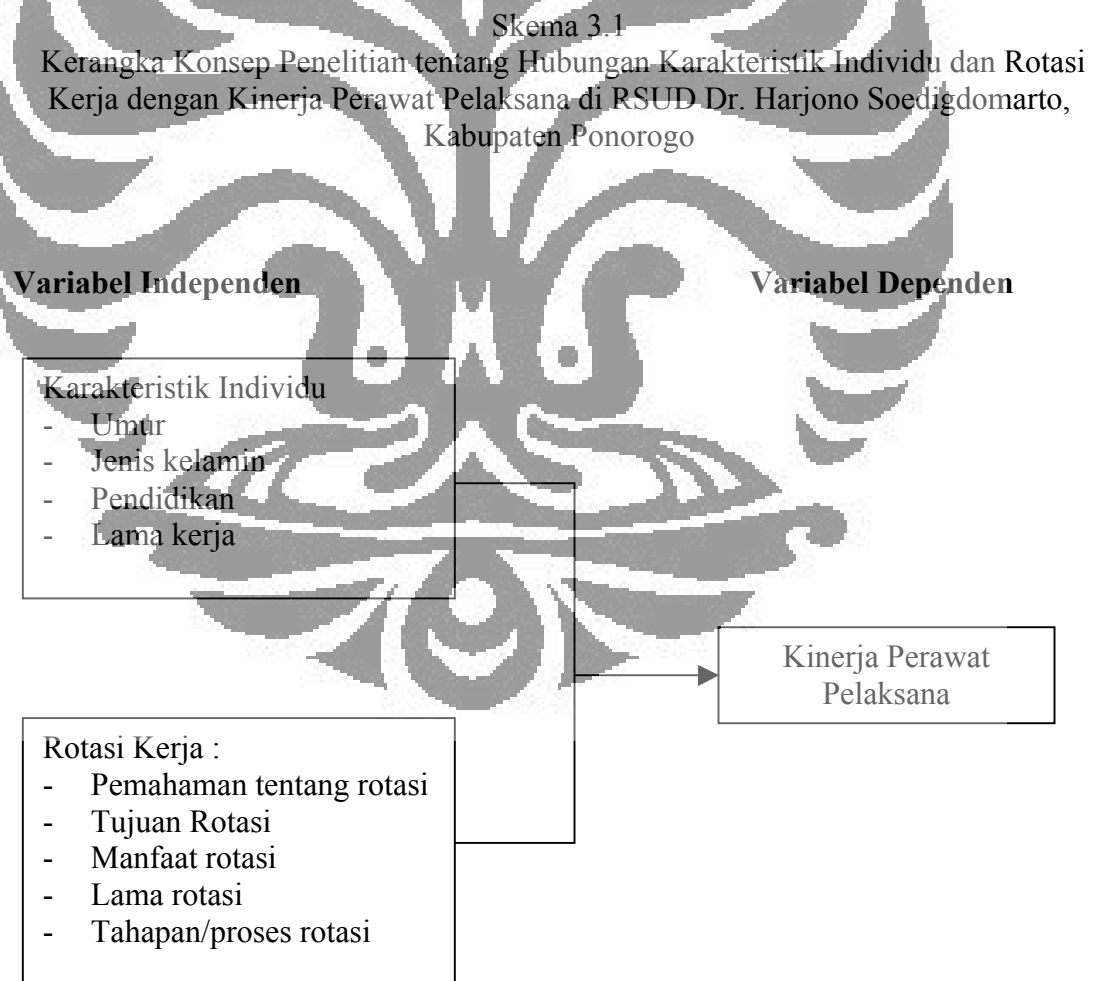 Skema 3.1
Kerangka Konsep Penelitian tentang Hubungan Karakteristik Individu dan Rotasi
Kerja dengan Kinerja Perawat Pelaksana di RSUD Dr. Harjono Soedigdomarto,
Kabupaten Ponorogo
Variabel Independen
Variabel Dependen
Karakteristik Individu
- Umur
- Jenis kelamin
- Pendidikan
- Lama kerja
Kinerja Perawat
Pelaksana
Rotasi Kerja :
- Pemahaman tentang rotasi
- Tujuan Rotasi
- Manfaat rotasi
- Lama rotasi
- Tahapan/proses rotasi